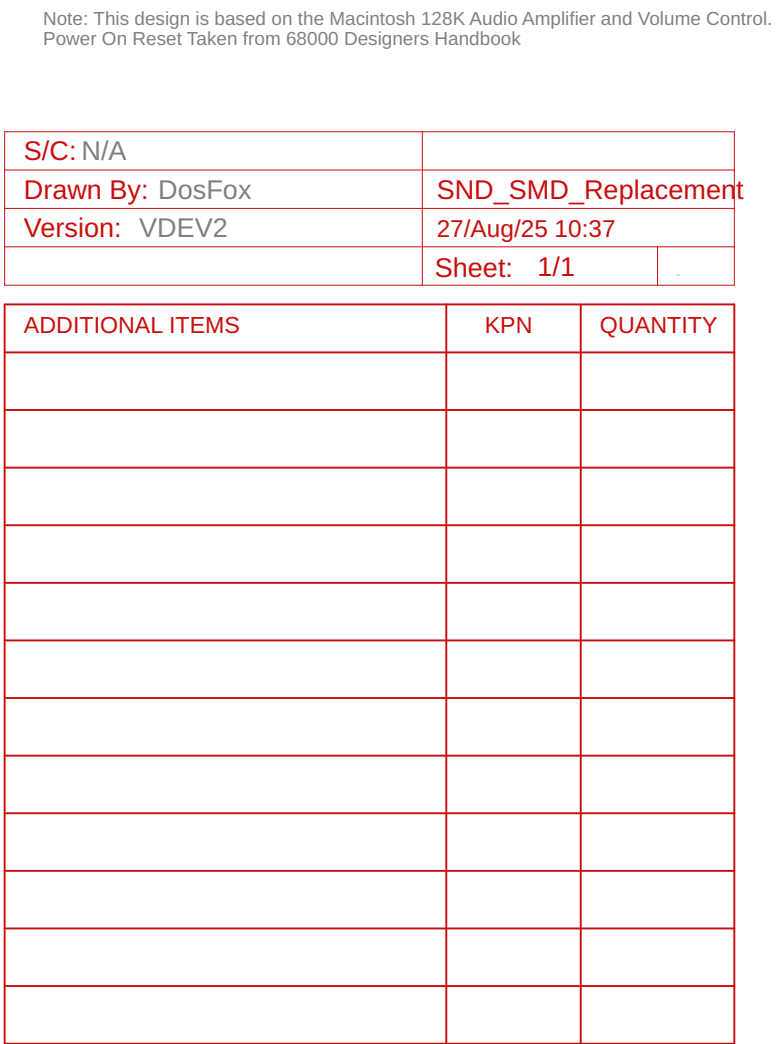 Note: This design is based on the Macintosh 128K Audio Amplifier and Volume Control.
Power On Reset Taken from 68000 Designers Handbook
S/C: N/A
Drawn By: DosFox SND_SMD_Replacement
Version: VDEV2 27/Aug/25 10:37
Sheet: 1/1
ADDITIONAL ITEMS KPN QUANTITY